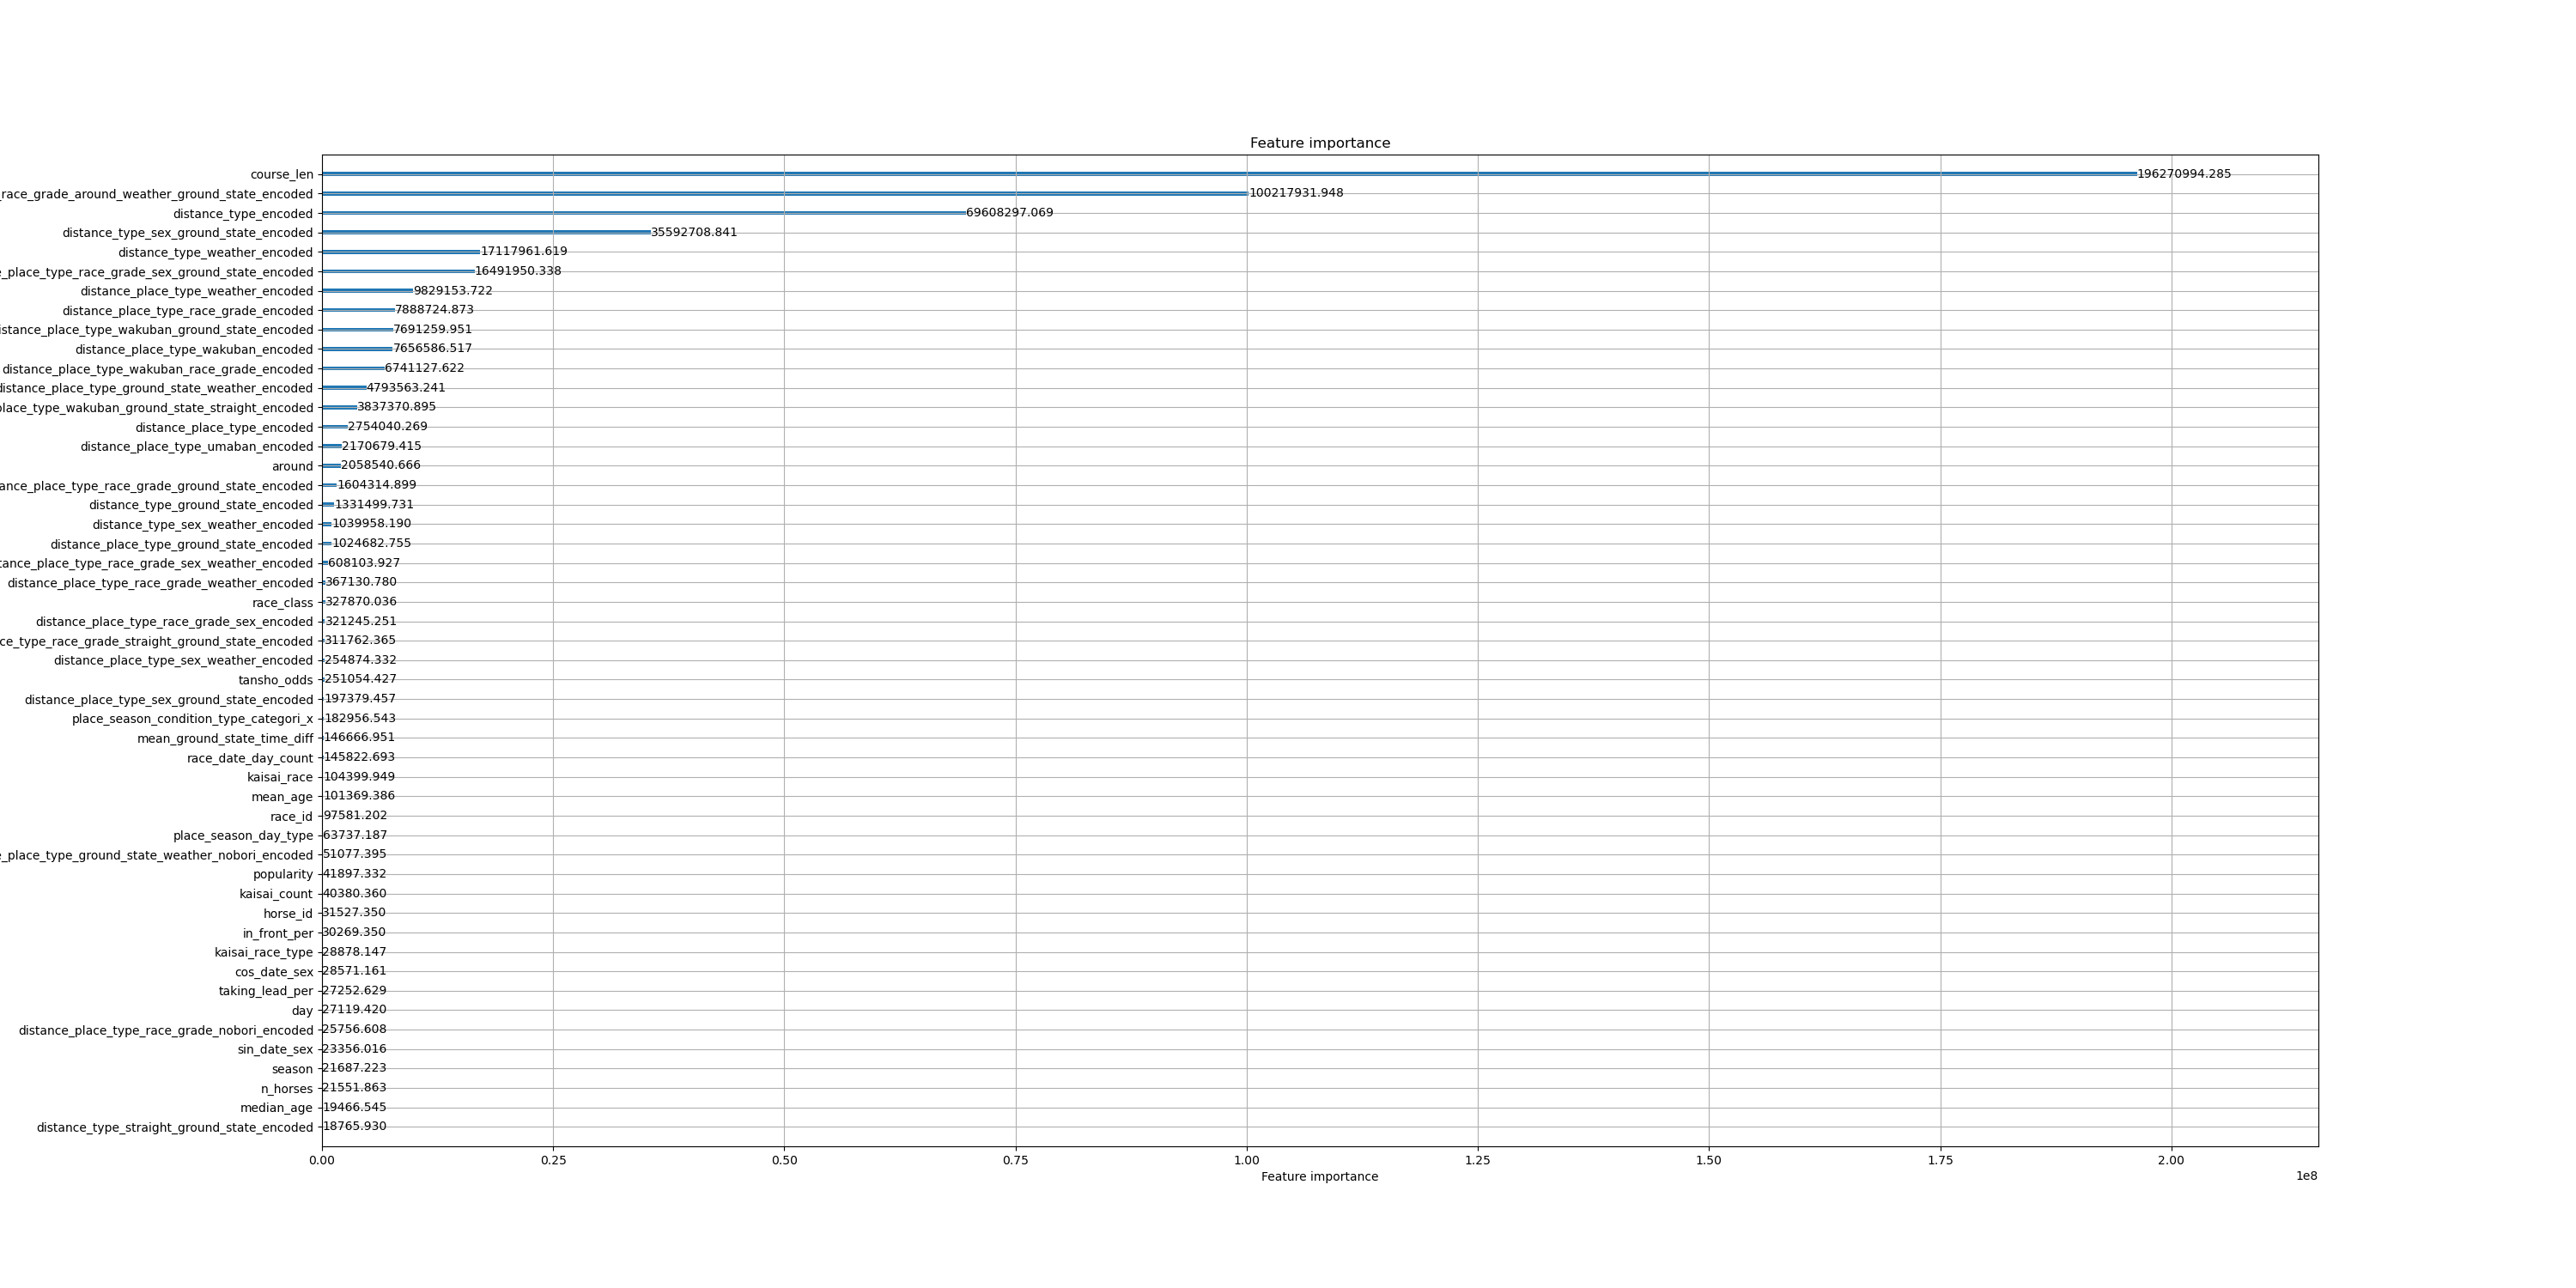 Feature importance
course_len 196270994.285
_race_grade_around_weather_ground_state_encoded 100217931.948
distance_type_encoded 69608297.069
distance_type_sex_ground_state_encoded 35592708.841
distance_type_weather_encoded 17117961.619
_place_type_race_grade_sex_ground_state_encoded 16491950.338
distance_place_type_weather_encoded 9829153.722
distance_place_type_race_grade_encoded 7888724.873
istance_place_type_wakuban_ground_state_encoded 7691259.951
distance_place_type_wakuban_encoded 7656586.517
distance_place_type_wakuban_race_grade_encoded 6741127.622
distance_place_type_ground_state_weather_encoded 4793563.241
lace_type_wakuban_ground_state_straight_encoded 3837370.895
distance_place_type_encoded 2754040.269
distance_place_type_umaban_encoded 2170679.415
around 2058540.666
ance_place_type_race_grade_ground_state_encoded 1604314.899
distance_type_ground_state_encoded 1331499.731
distance_type_sex_weather_encoded 1039958.190
distance_place_type_ground_state_encoded 1024682.755
tance_place_type_race_grade_sex_weather_encoded 608103.927
distance_place_type_race_grade_weather_encoded 367130.780
race_class 327870.036
distance_place_type_race_grade_sex_encoded 321245.251
ce_type_race_grade_straight_ground_state_encoded 311762.365
distance_place_type_sex_weather_encoded 254874.332
tansho_odds 251054.427
distance_place_type_sex_ground_state_encoded 197379.457
place_season_condition_type_categori_x 182956.543
mean_ground_state_time_diff 146666.951
race_date_day_count 145822.693
kaisai_race 104399.949
mean_age 101369.386
race_id 97581.202
place_season_day_type 63737.187
_place_type_ground_state_weather_nobori_encoded 51077.395
popularity 41897.332
kaisai_count 40380.360
horse_id 31527.350
in_front_per 30269.350
kaisai_race_type 28878.147
cos_date_sex 28571.161
taking_lead_per 27252.629
day 27119.420
distance_place_type_race_grade_nobori_encoded 25756.608
sin_date_sex 23356.016
season 21687.223
n_horses 21551.863
median_age 19466.545
distance_type_straight_ground_state_encoded 18765.930
0.00 0.25 0.50 0.75 1.00 1.25 1.50 1.75 2.00
Feature importance
1e8